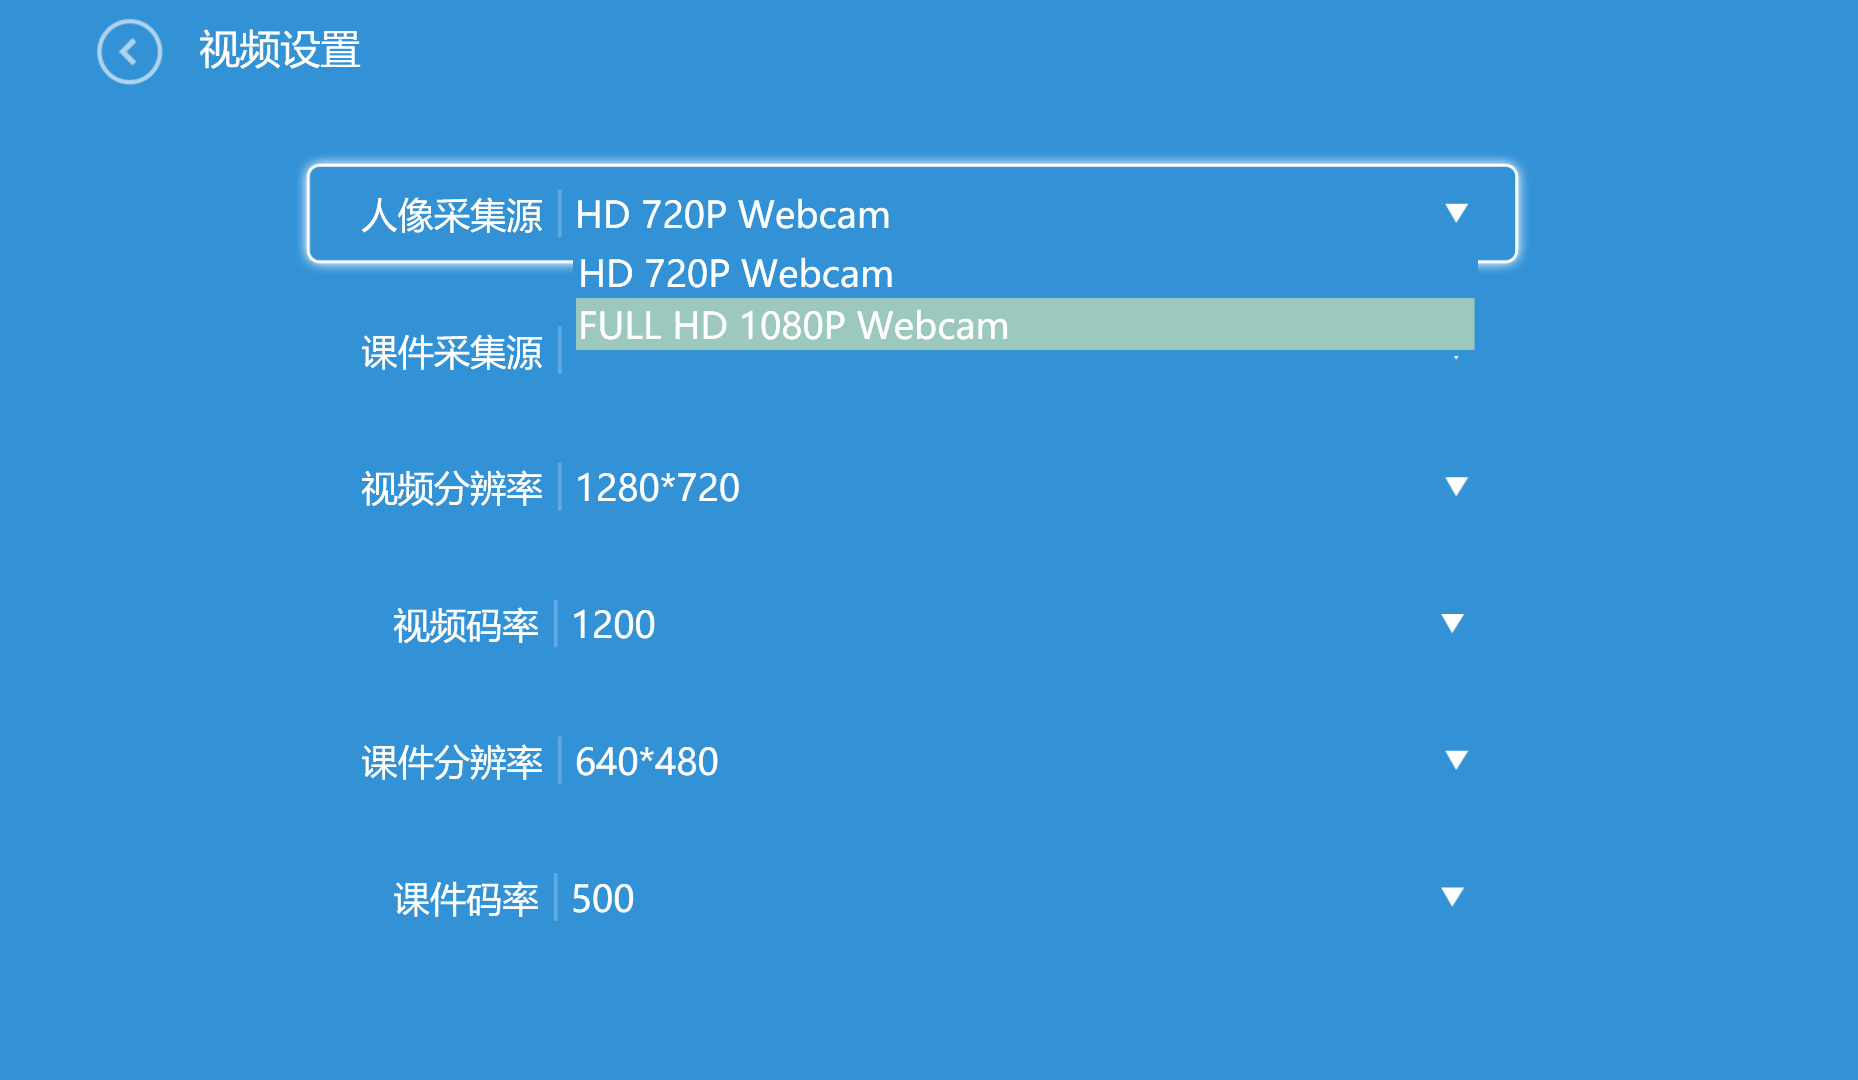 视频设置
人像采集源 HD 720P Webcam
HD 720P Webcam
FULL HD 1080P Webcam
课件采集源
视频分辨率 1280*720
视频码率 1200
课件分辨率 640*480
课件码率 500